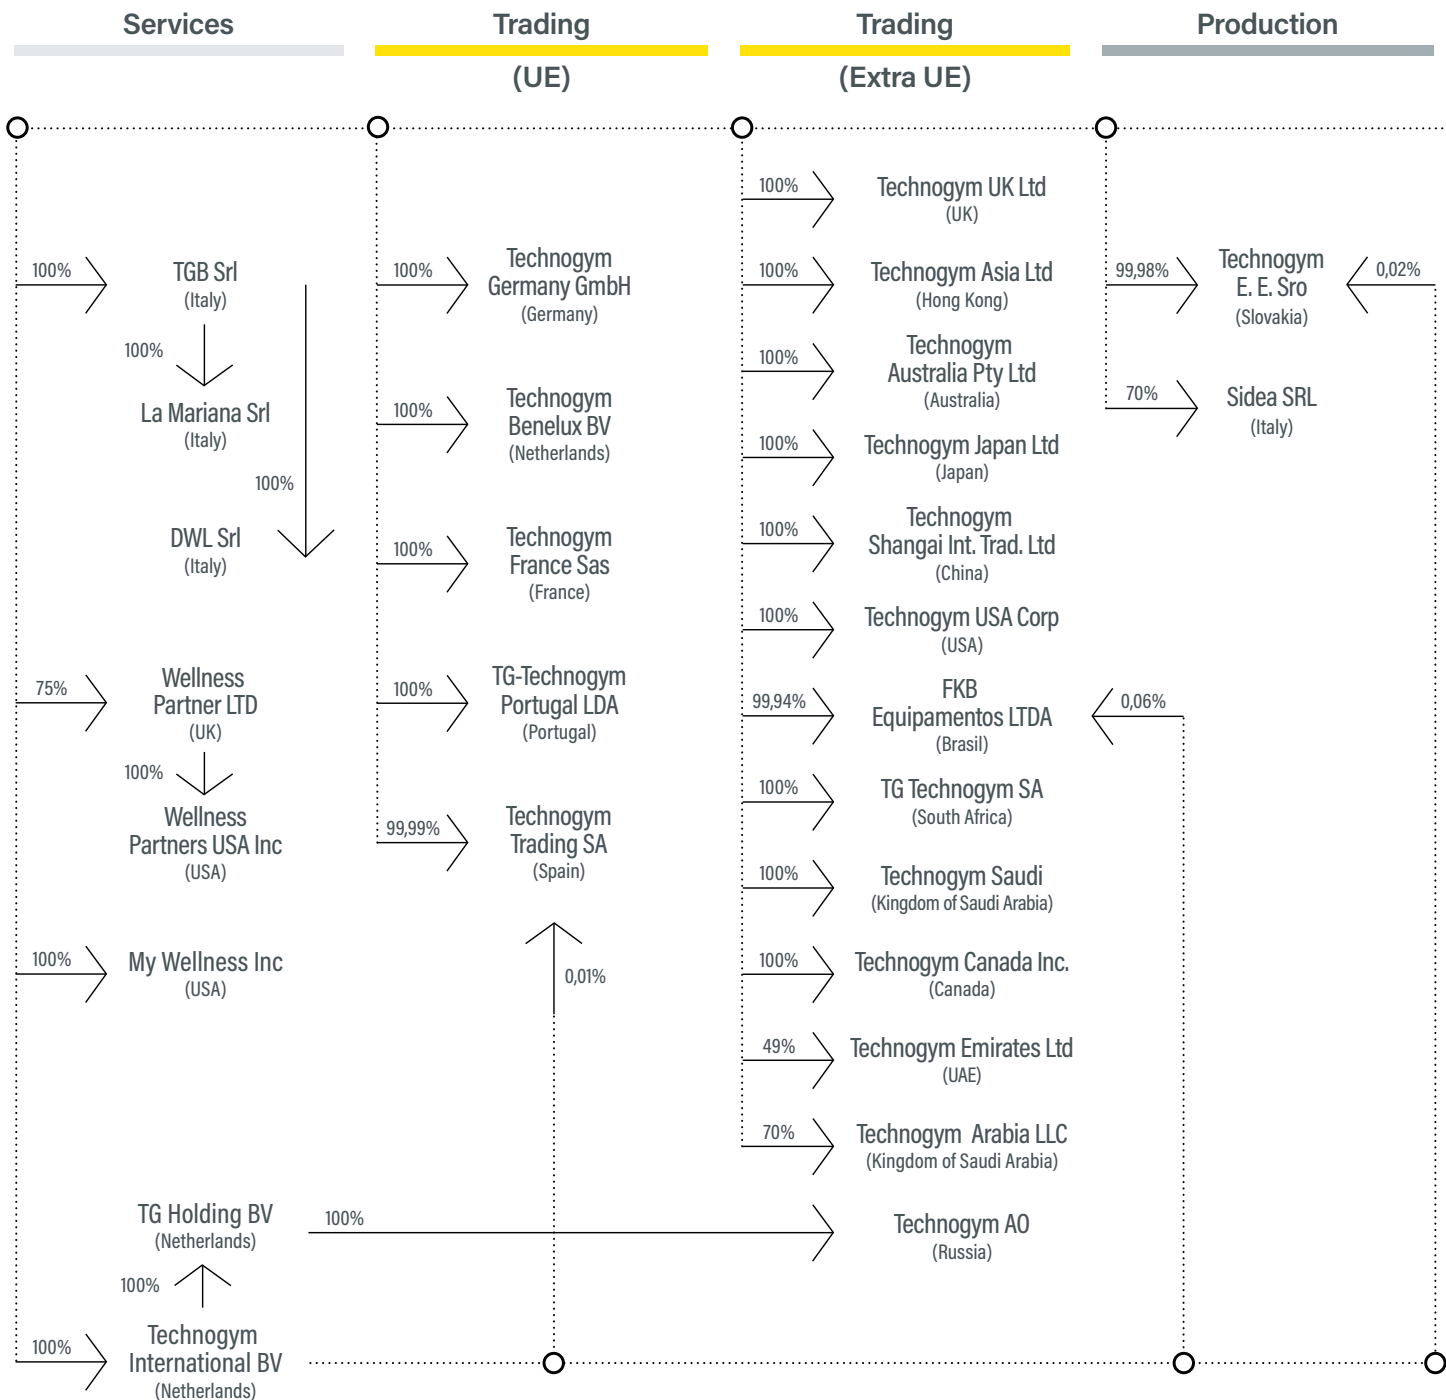 Services
Trading
(UE)
Trading
(Extra UE)
Production
100%
TGB Srl
(Italy)
100%
La Mariana Srl
(Italy)
100%
DWL Srl
(Italy)
75%
Wellness
Partner LTD
(UK)
100%
Wellness
Partners USA Inc
(USA)
100%
My Wellness Inc
(USA)
TG Holding BV
(Netherlands)
100%
100%
100%
Technogym
International BV
(Netherlands)
100%
Technogym
Germany GmbH
(Germany)
100%
Technogym
Benelux BV
(Netherlands)
100%
Technogym
France Sas
(France)
100%
TG-Technogym
Portugal LDA
(Portugal)
99,99%
Technogym
Trading SA
(Spain)
0,01%
100%
Technogym UK Ltd
(UK)
100%
Technogym Asia Ltd
(Hong Kong)
100%
Technogym
Australia Pty Ltd
(Australia)
100%
Technogym Japan Ltd
(Japan)
100%
Technogym
Shangai Int. Trad. Ltd
(China)
100%
Technogym USA Corp
(USA)
99,94%
FKB
Equipamentos LTDA
(Brasil)
0,06%
100%
TG Technogym SA
(South Africa)
100%
Technogym Saudi
(Kingdom of Saudi Arabia)
100%
Technogym Canada Inc.
(Canada)
49%
Technogym Emirates Ltd
(UAE)
70%
Technogym Arabia LLC
(Kingdom of Saudi Arabia)
Technogym AO
(Russia)
99,98%
Technogym
E. E. Sro
(Slovakia)
0,02%
70%
Sidea SRL
(Italy)